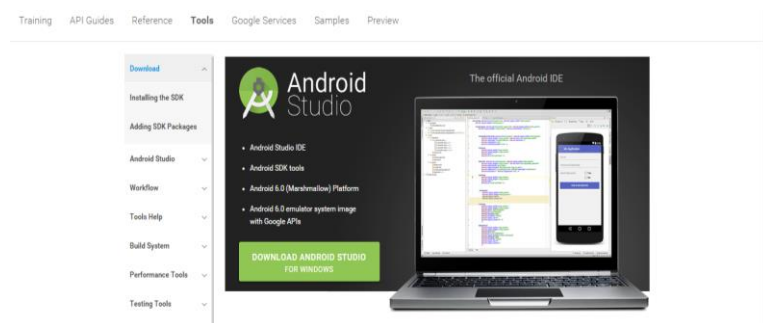 Training API Guides Reference Tools Google Services Samples Preview
Download
Installing the SDK
Adding SDK Packages
Android Studio
Workflow
Tools Help
Build System
Performance Tools
Testing Tools
Android
Studio
• Android Studio IDE
• Android SDK tools
• Android 6.0 (Marshmallow) Platform
• Android 6.0 emulator system image
with Google APIs
DOWNLOAD ANDROID STUDIO
FOR WINDOWS
The official Android IDE